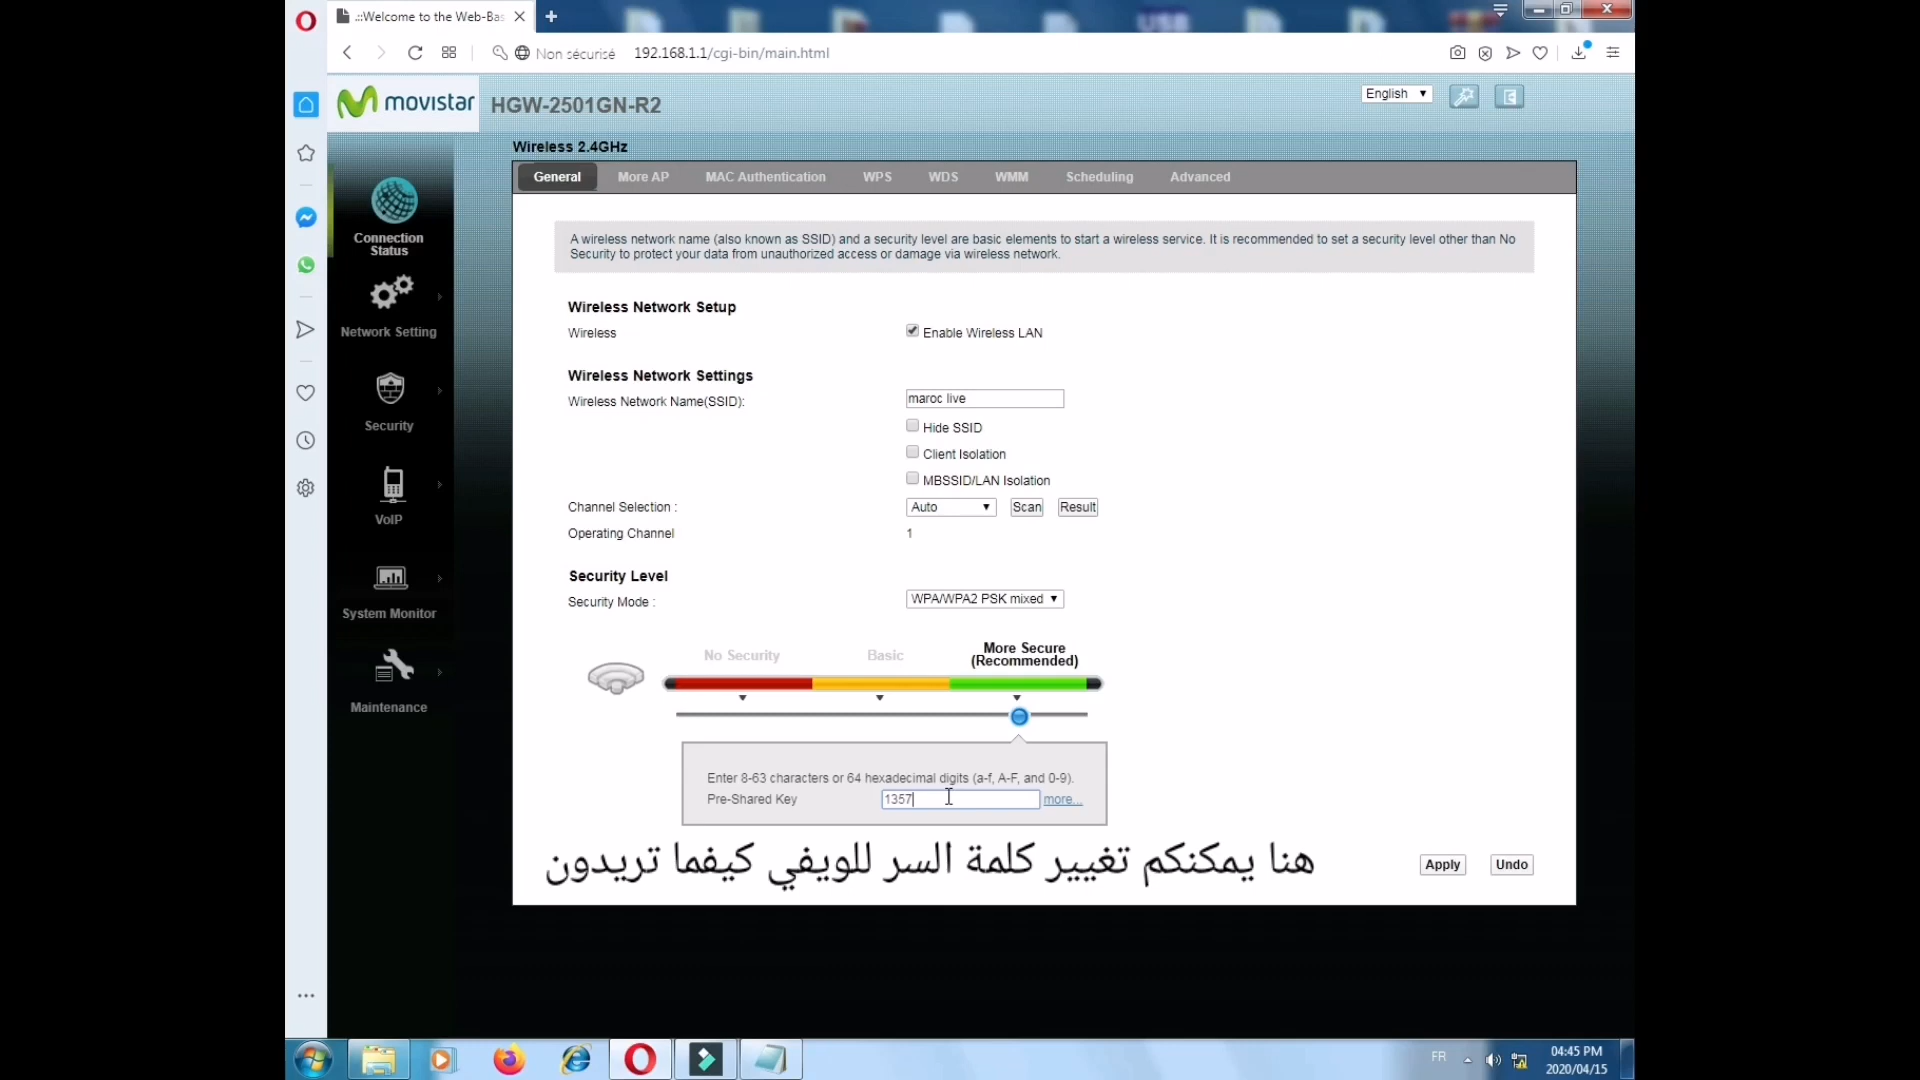 .::Welcome to the Web-Bas
Non sécurisé
192.168.1.1/cgi-bin/main.html
movistar
HGW-2501GN-R2
English
Wireless 2.4GHz
General
More AP
MAC Authentication
WPS
WDS
WMM
Scheduling
Advanced
Connection
Status
Network Setting
Security
VoIP
System Monitor
Maintenance
A wireless network name (also known as SSID) and a security level are basic elements to start a wireless service. It is recommended to set a security level other than No
Security to protect your data from unauthorized access or damage via wireless network.
Wireless Network Setup
Wireless
Enable Wireless LAN
Wireless Network Settings
Wireless Network Name(SSID):
maroc live
Hide SSID
Client Isolation
MBSSID/LAN Isolation
Channel Selection :
Auto
Scan
Result
Operating Channel
1
Security Level
Security Mode :
WPA/WPA2 PSK mixed
No Security
Basic
More Secure
(Recommended)
Enter 8-63 characters or 64 hexadecimal digits (a-f, A-F, and 0-9).
Pre-Shared Key
1357
more...
هنا يمكنكم تغيير كلمة السر للويفي كيفما تريدون
Apply
Undo
FR
04:45 PM
2020/04/15